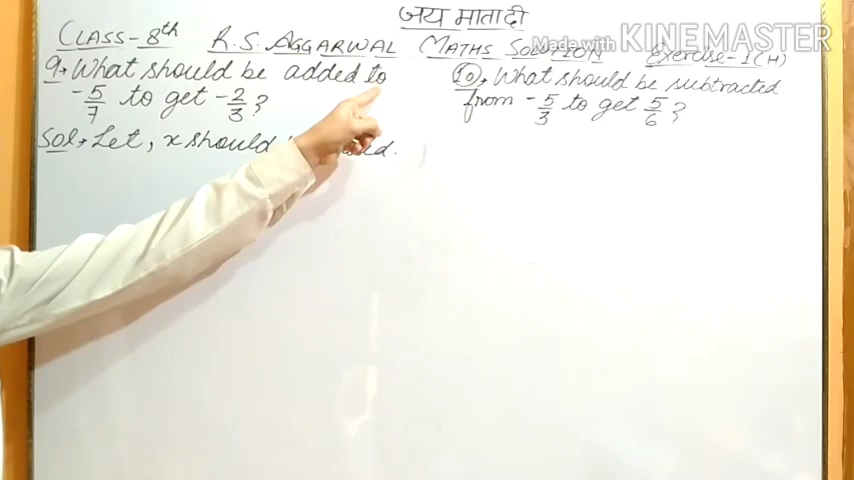 जय माता दी
Made with KINEMASTER
CLASS-8th R.S. AGGARWAL MATHS SOLUTION Exercise-1(H)
9. What should be added to
-5/7 to get -2/3?
Sol. Let, x should
10. What should be subtracted
from -5/3 to get 5/6?